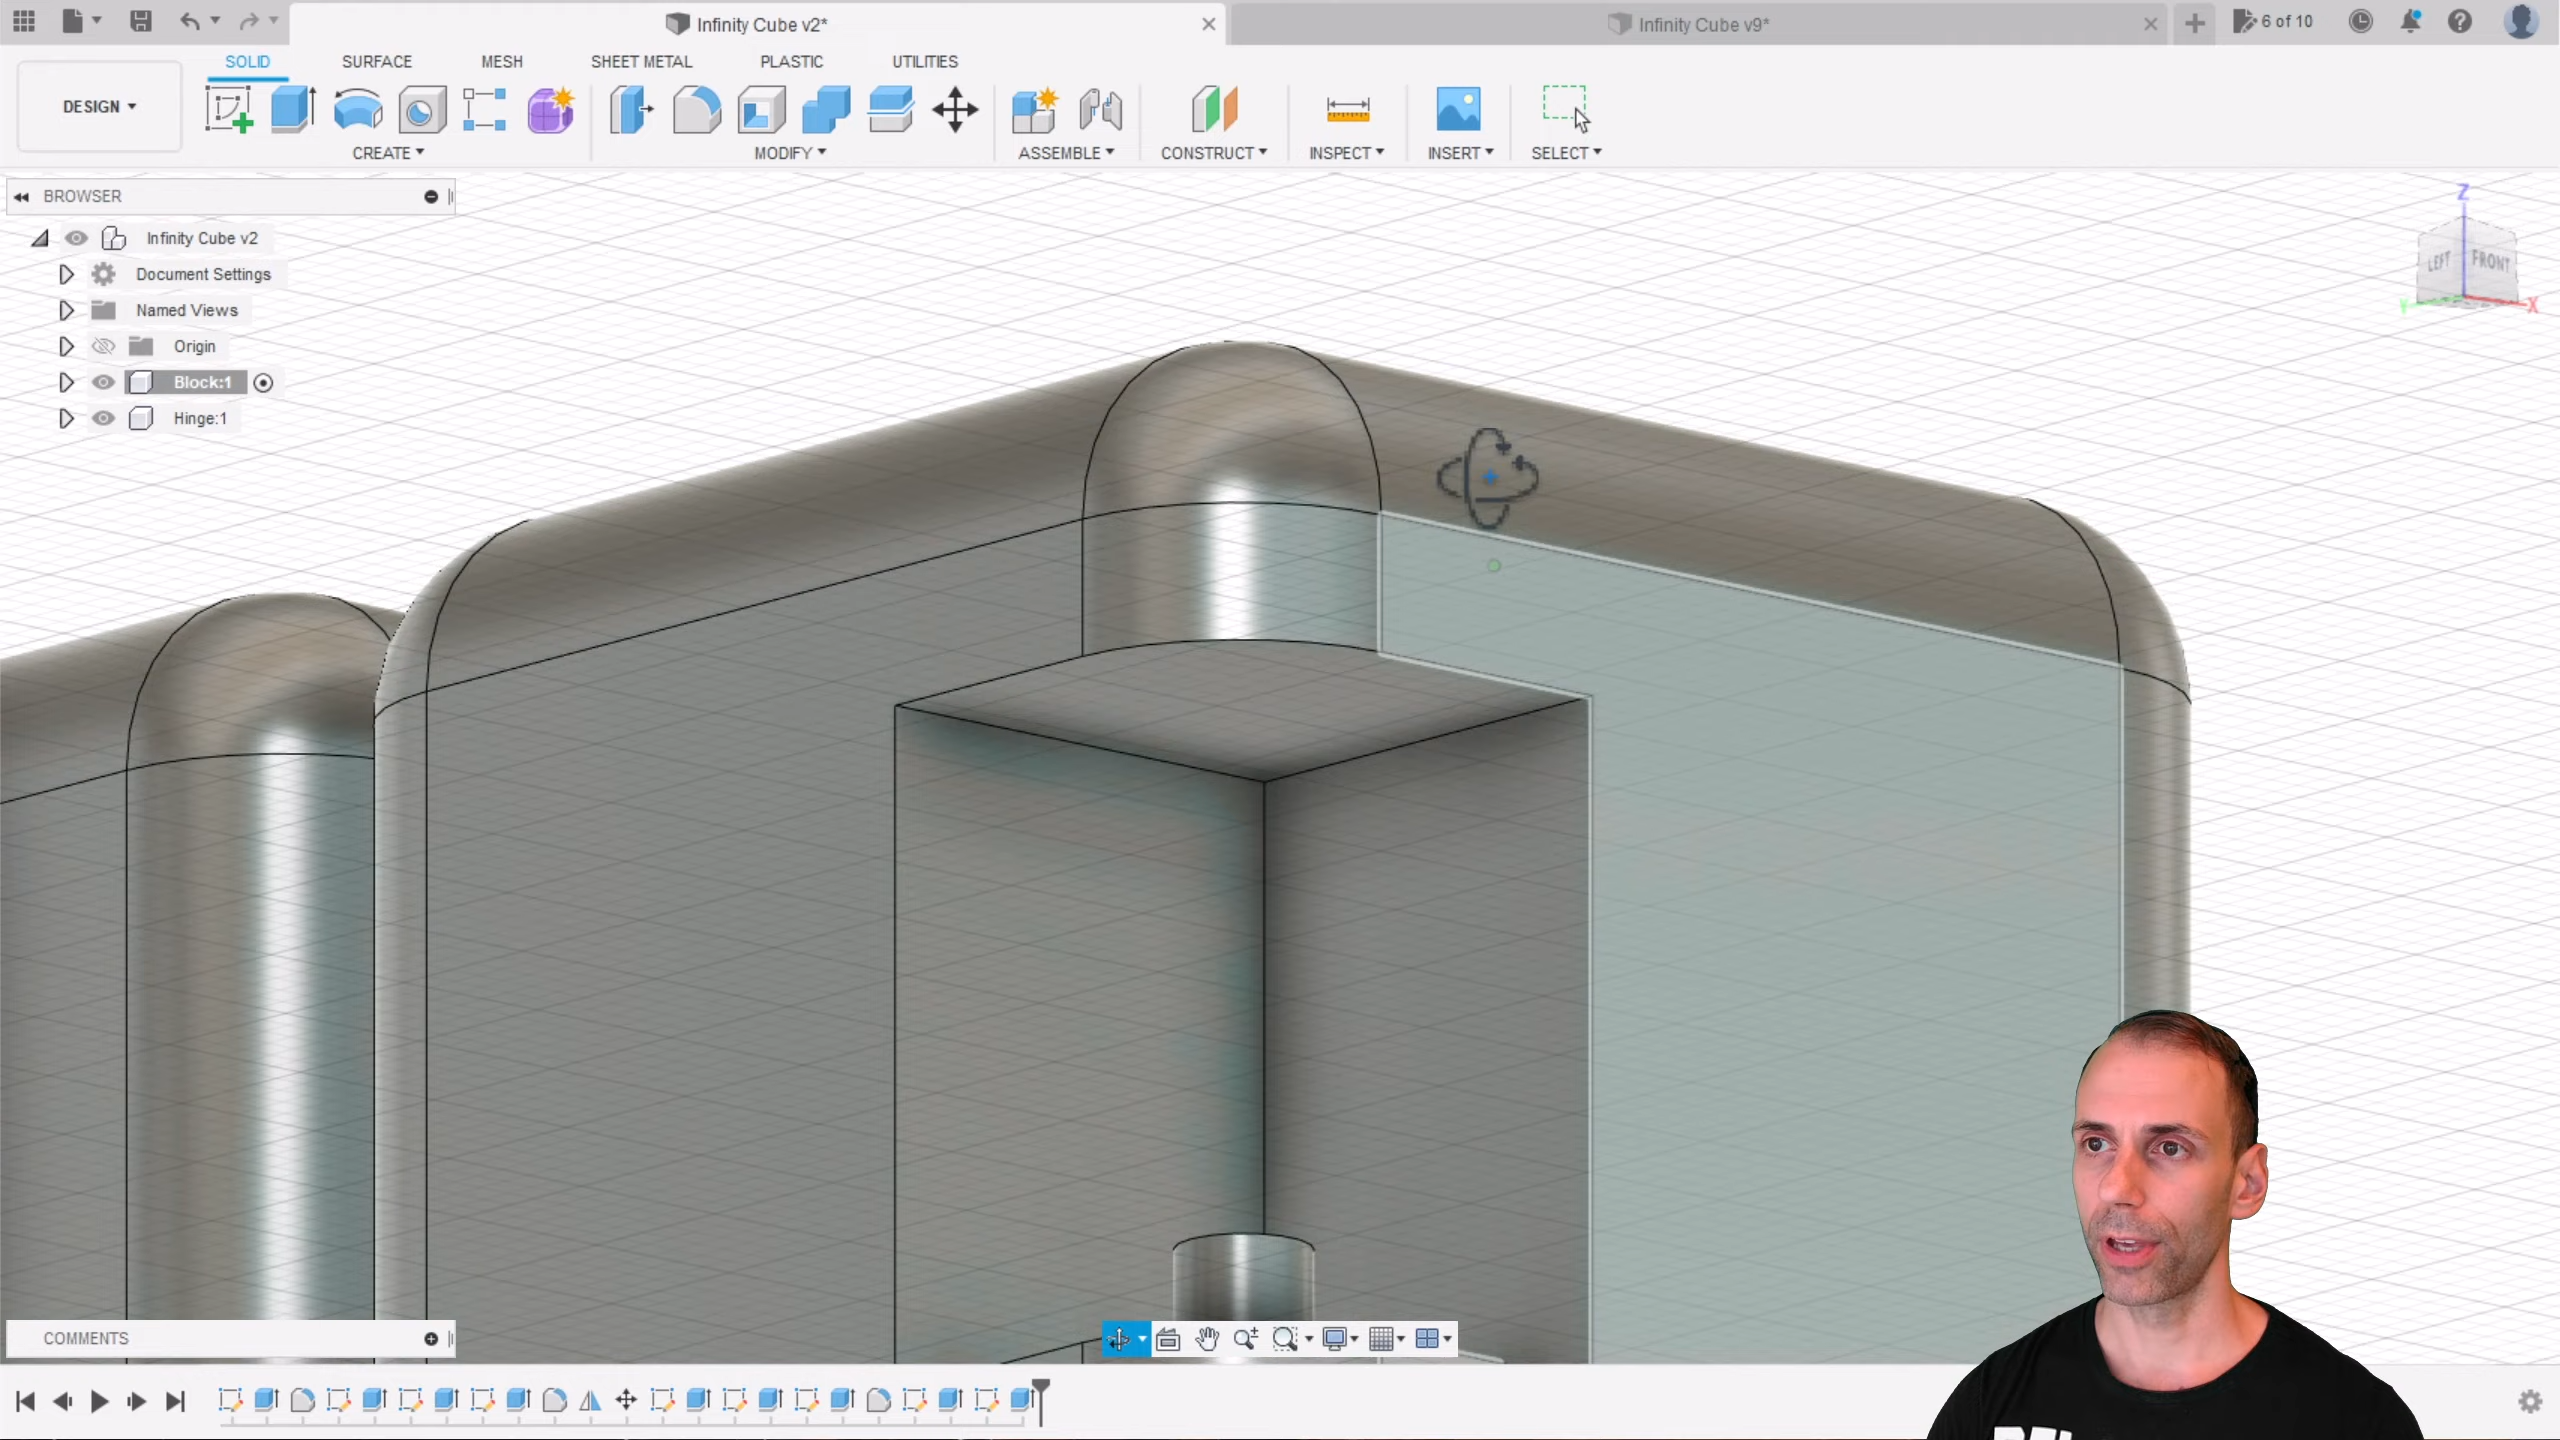 Infinity Cube v2*
Infinity Cube v9*
6 of 10
SOLID
SURFACE
MESH
SHEET METAL
PLASTIC
UTILITIES
DESIGN
CREATE
MODIFY
ASSEMBLE
CONSTRUCT
INSPECT
INSERT
SELECT
BROWSER
Infinity Cube v2
Document Settings
Named Views
Origin
Block:1
Hinge:1
Z
LEFT
FRONT
Y
X
COMMENTS